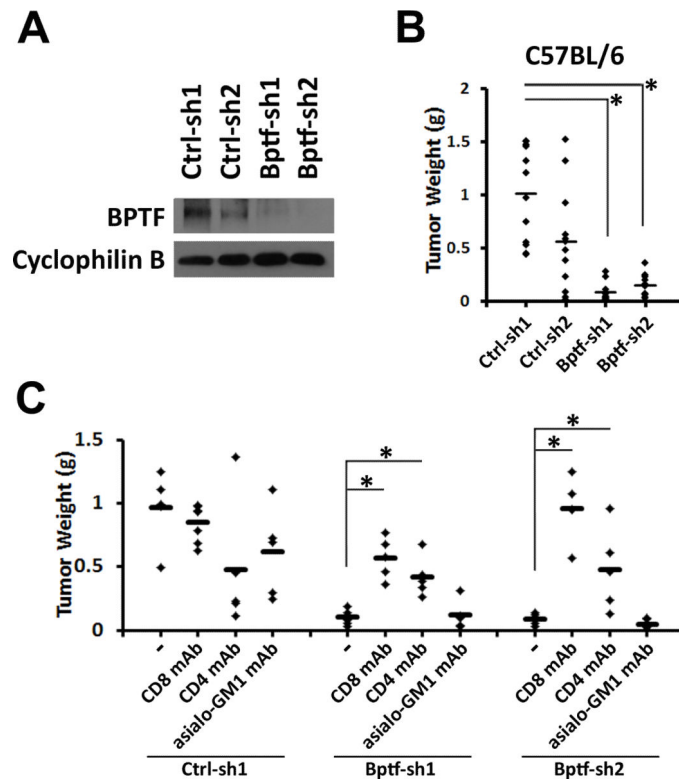 A
Ctrl-sh1
Ctrl-sh2
Bptf-sh1
Bptf-sh2
BPTF
Cyclophilin B
B
C57BL/6
*
*
Tumor Weight (g)
2
1.5
1
0.5
0
Ctrl-sh1
Ctrl-sh2
Bptf-sh1
Bptf-sh2
C
Tumor Weight (g)
1.5
1
0.5
0
*
*
*
*
-
CD8 mAb
CD4 mAb
asialo-GM1 mAb
-
CD8 mAb
CD4 mAb
asialo-GM1 mAb
-
CD8 mAb
CD4 mAb
asialo-GM1 mAb
Ctrl-sh1
Bptf-sh1
Bptf-sh2